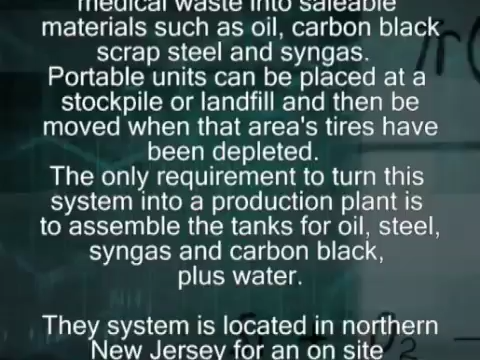 medical waste into saleable
materials such as oil, carbon black
scrap steel and syngas.
Portable units can be placed at a
stockpile or landfill and then be
moved when that area's tires have
been depleted.
The only requirement to turn this
system into a production plant is
to assemble the tanks for oil, steel,
syngas and carbon black,
plus water.
They system is located in northern
New Jersey for an on site